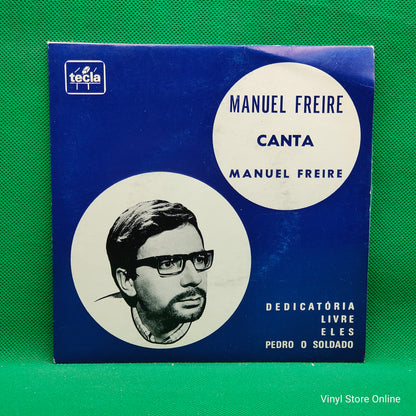 tecla
MANUEL FREIRE
CANTA
MANUEL FREIRE
DEDICATÓRIA
LIVRE
ELES
PEDRO O SOLDADO
Vinyl Store Online